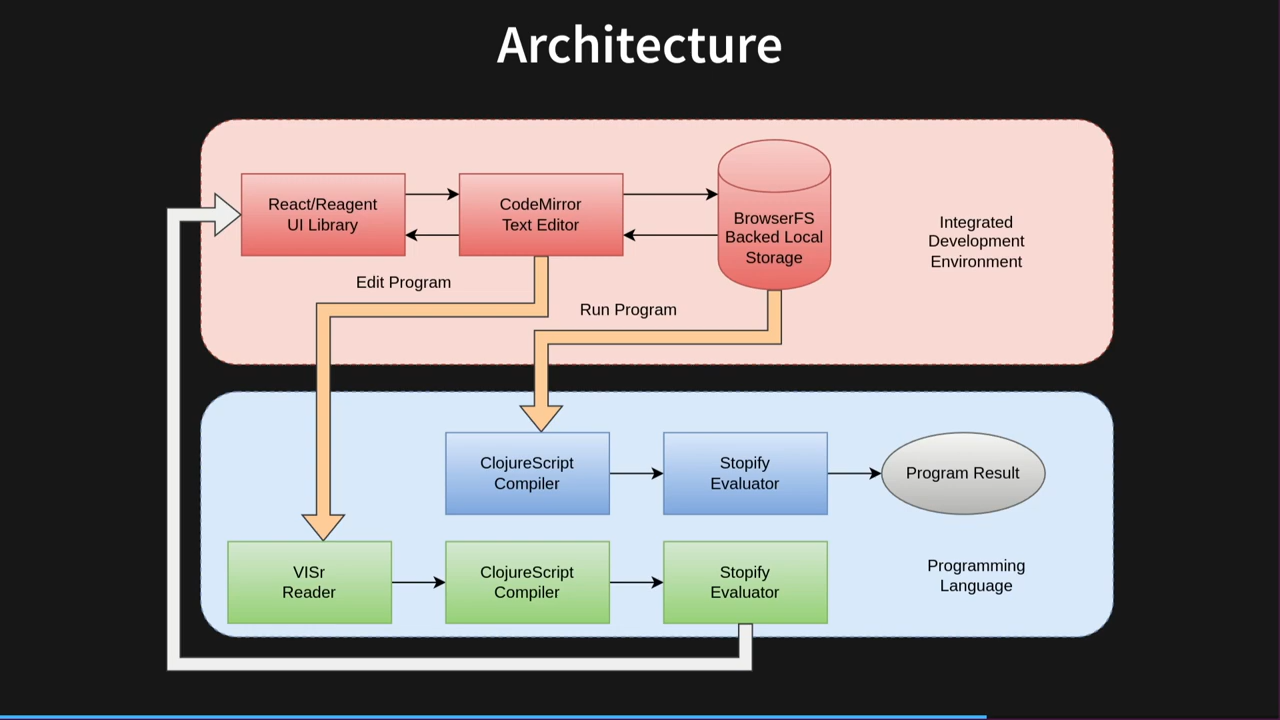 Architecture
React/Reagent
UI Library
CodeMirror
Text Editor
BrowserFS
Backed Local
Storage
Integrated
Development
Environment
Edit Program
Run Program
ClojureScript
Compiler
Stopify
Evaluator
Program Result
VISr
Reader
ClojureScript
Compiler
Stopify
Evaluator
Programming
Language